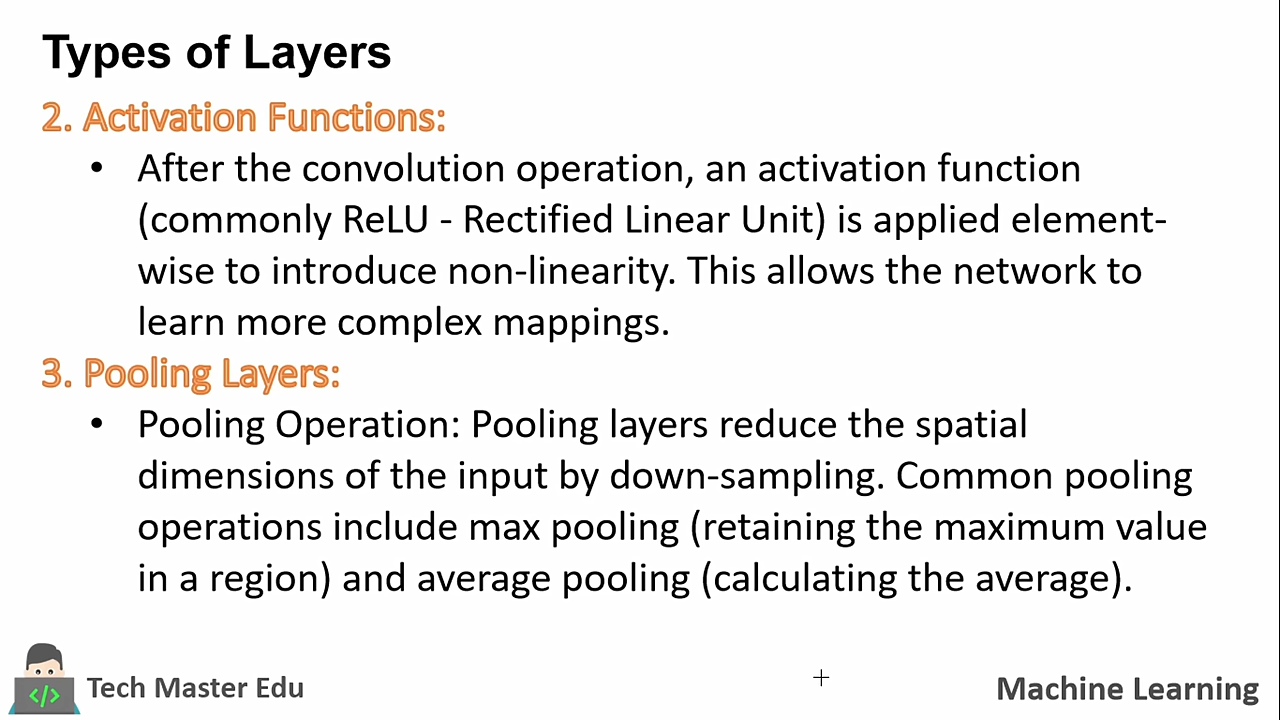 Types of Layers
2. Activation Functions:
• After the convolution operation, an activation function
(commonly ReLU - Rectified Linear Unit) is applied element-
wise to introduce non-linearity. This allows the network to
learn more complex mappings.
3. Pooling Layers:
• Pooling Operation: Pooling layers reduce the spatial
dimensions of the input by down-sampling. Common pooling
operations include max pooling (retaining the maximum value
in a region) and average pooling (calculating the average).
</>
Tech Master Edu
Machine Learning